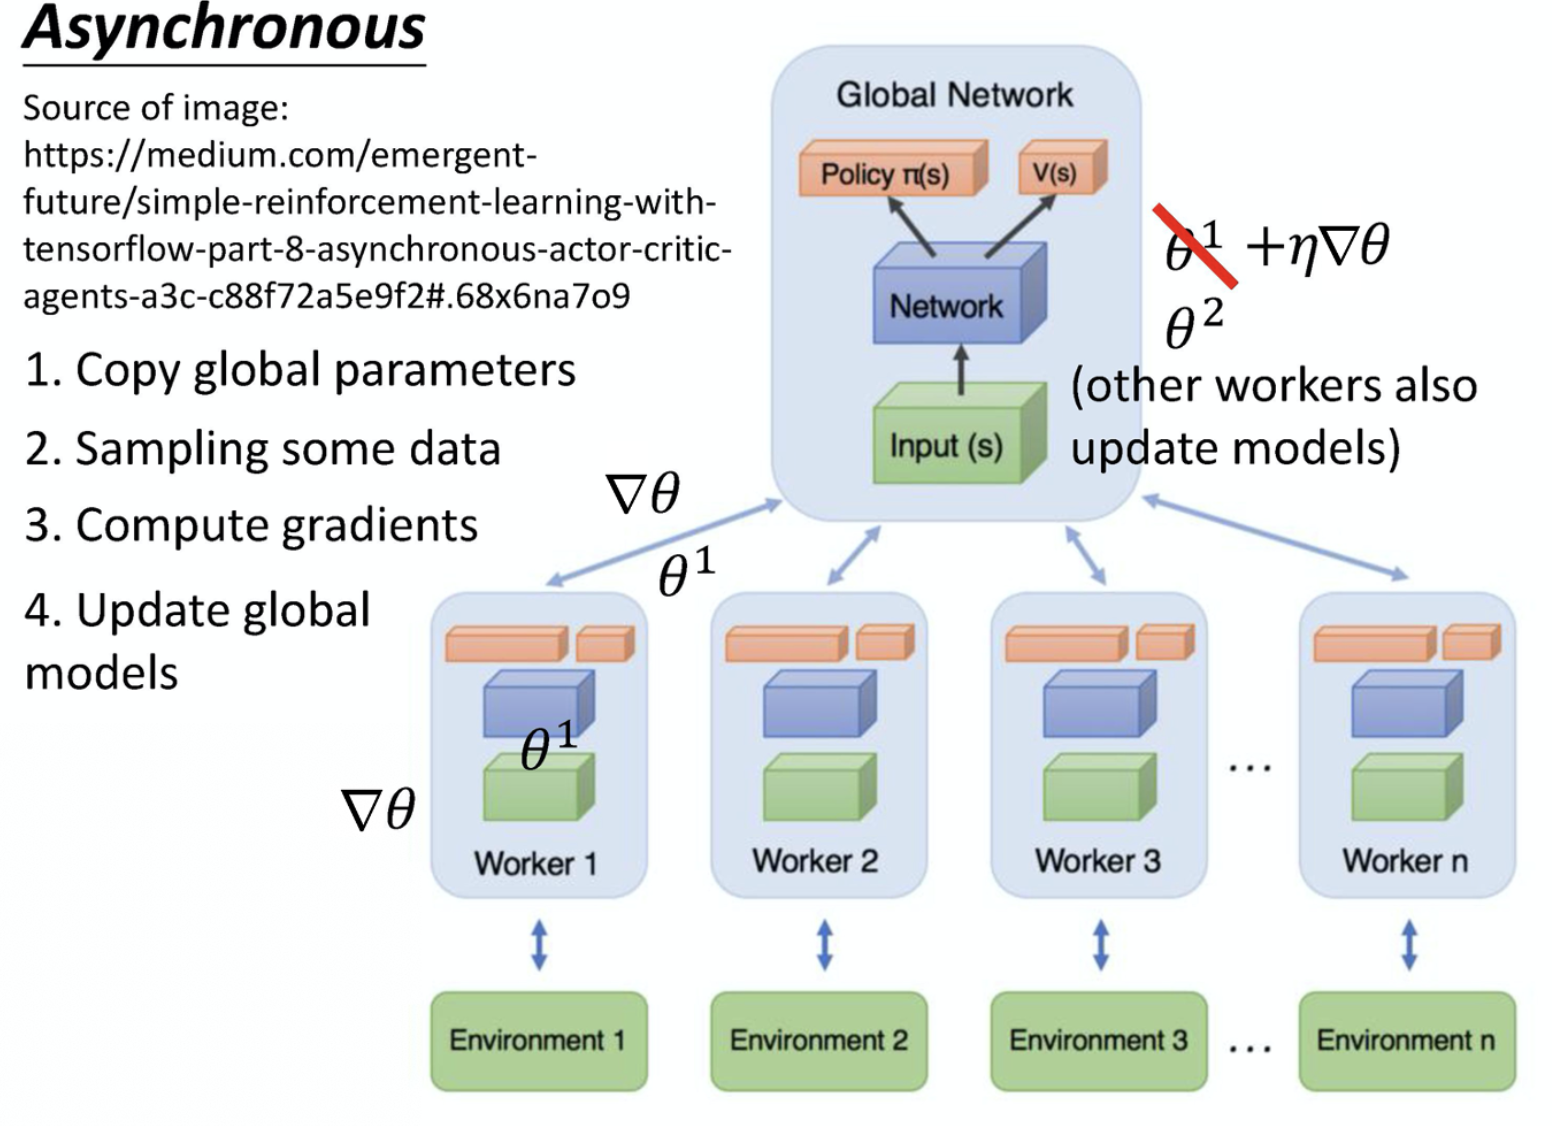 Asynchronous
Source of image:
https://medium.com/emergent-
future/simple-reinforcement-learning-with-
tensorflow-part-8-asynchronous-actor-critic-
agents-a3c-c88f72a5e9f2#.68x6na7o9
1. Copy global parameters
2. Sampling some data
3. Compute gradients
4. Update global
models
Global Network
Policy π(s)
V(s)
Network
Input (s)
θ¹ +η∇θ
θ²
(other workers also
update models)
∇θ
θ¹
θ¹
∇θ
Worker 1
Worker 2
Worker 3
...
Worker n
Environment 1
Environment 2
Environment 3
...
Environment n